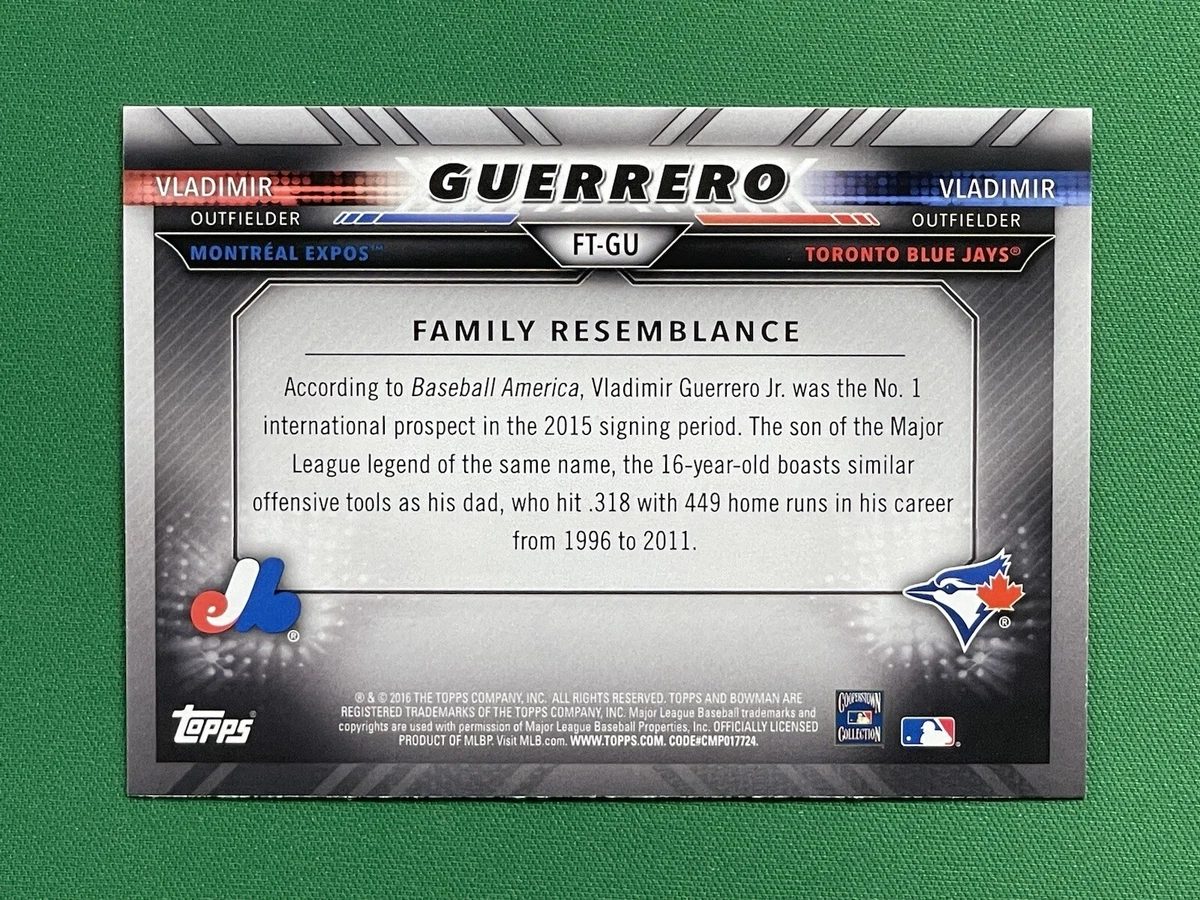 VLADIMIR GUERRERO VLADIMIR
OUTFIELDER OUTFIELDER
MONTRÉAL EXPOS™ FT-GU TORONTO BLUE JAYS®
FAMILY RESEMBLANCE
According to Baseball America, Vladimir Guerrero Jr. was the No. 1
international prospect in the 2015 signing period. The son of the Major
League legend of the same name, the 16-year-old boasts similar
offensive tools as his dad, who hit .318 with 449 home runs in his career
from 1996 to 2011.
®
®
TOPPS®
® & © 2016 THE TOPPS COMPANY, INC. ALL RIGHTS RESERVED. TOPPS AND BOWMAN ARE
REGISTERED TRADEMARKS OF THE TOPPS COMPANY, INC. Major League Baseball trademarks and
copyrights are used with permission of Major League Baseball Properties, Inc. OFFICIALLY LICENSED
PRODUCT OF MLBP. Visit MLB.com. WWW.TOPPS.COM. CODE#CMP017724.
COOPERSTOWN
COLLECTION